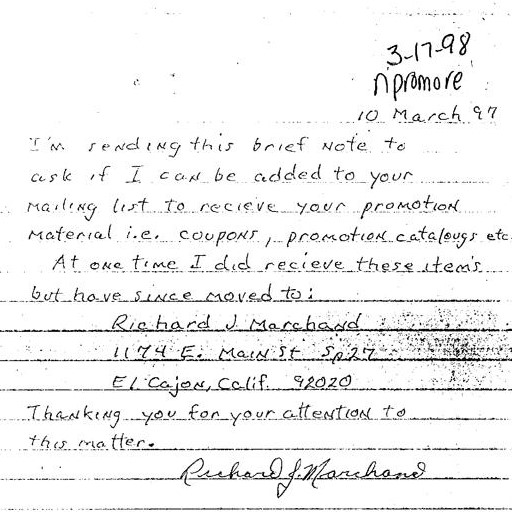 3-17-98
npromore
10 March 97
I'm sending this brief note to
ask if I can be added to your
mailing list to recieve your promotion
material i.e. coupons, promotion catalougs etc
At one time I did recieve these item's
but have since moved to:
Richard J Marchand
1174 E. Main St Sp27
El Cajon, Calif. 92020
Thanking you for your attention to
this matter.
Richard J. Marchand